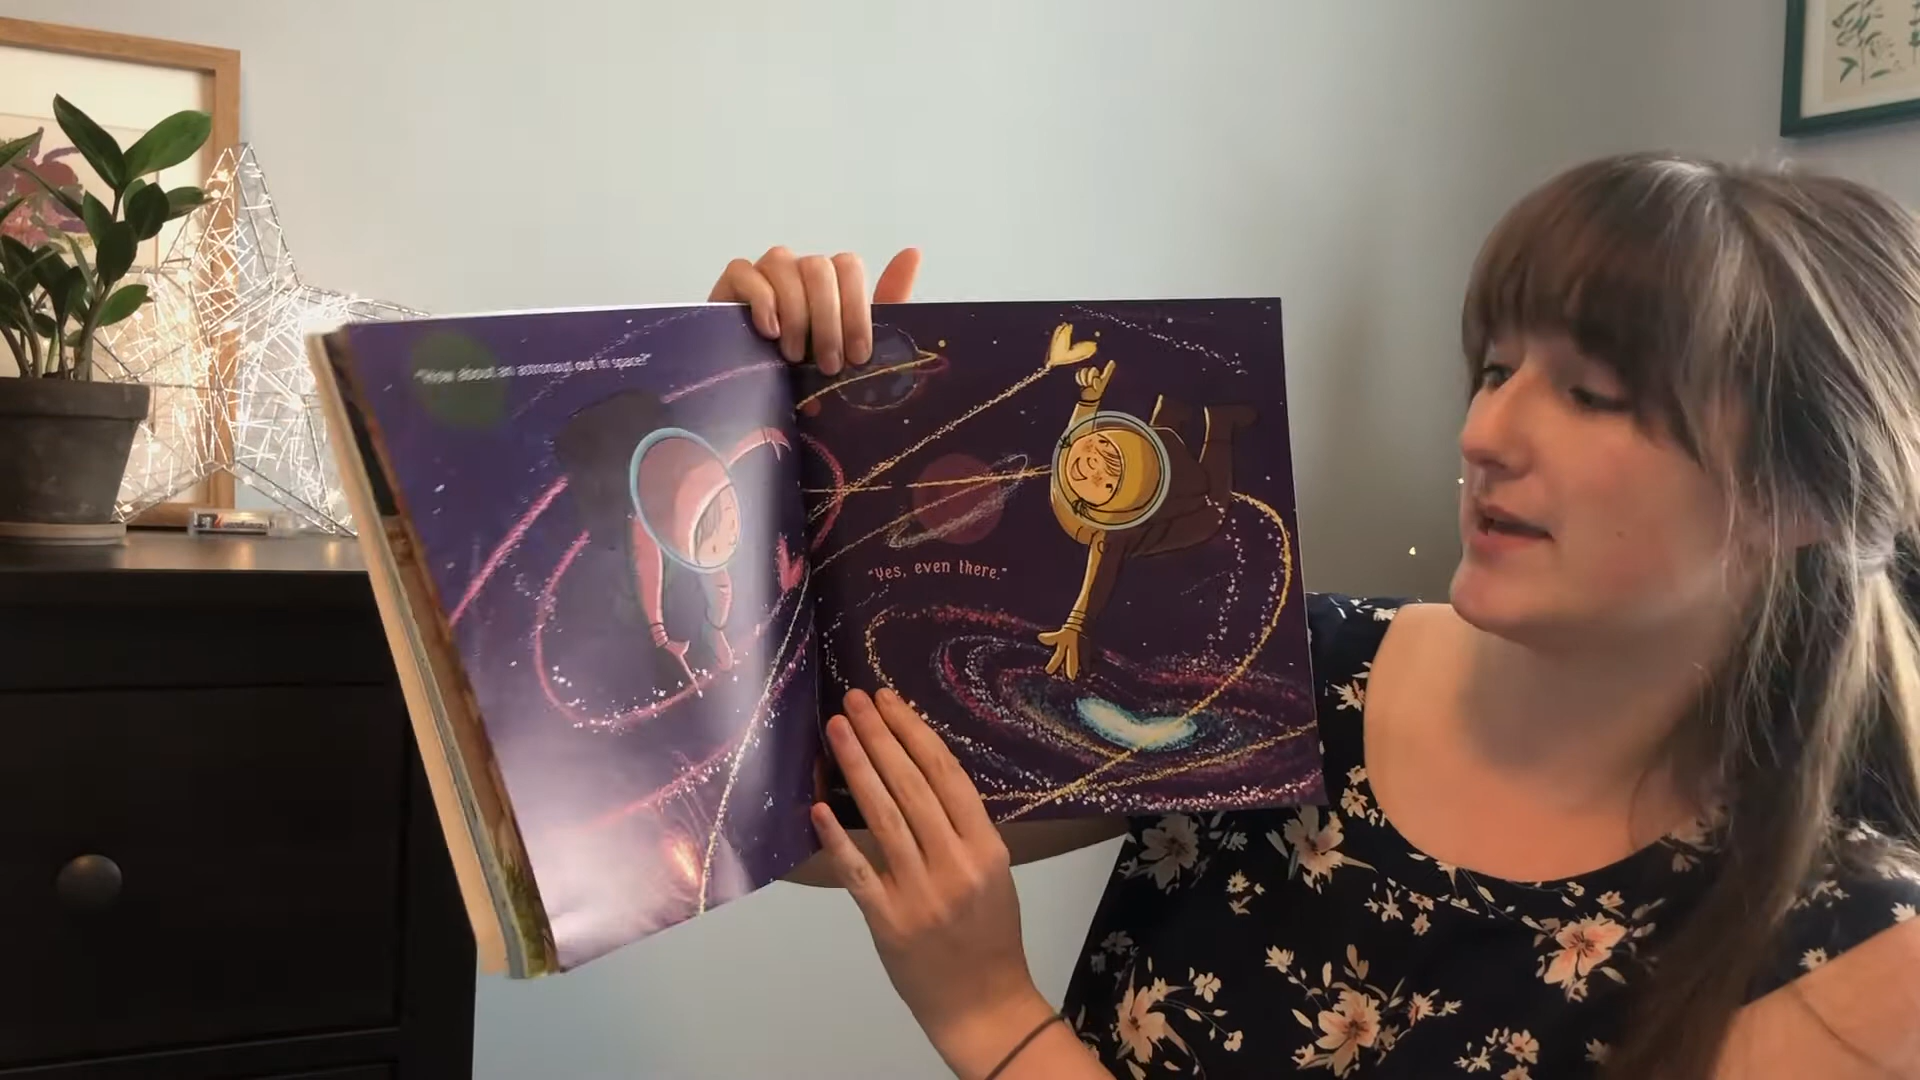 "How about an astronaut out in space?"
"Yes, even there."